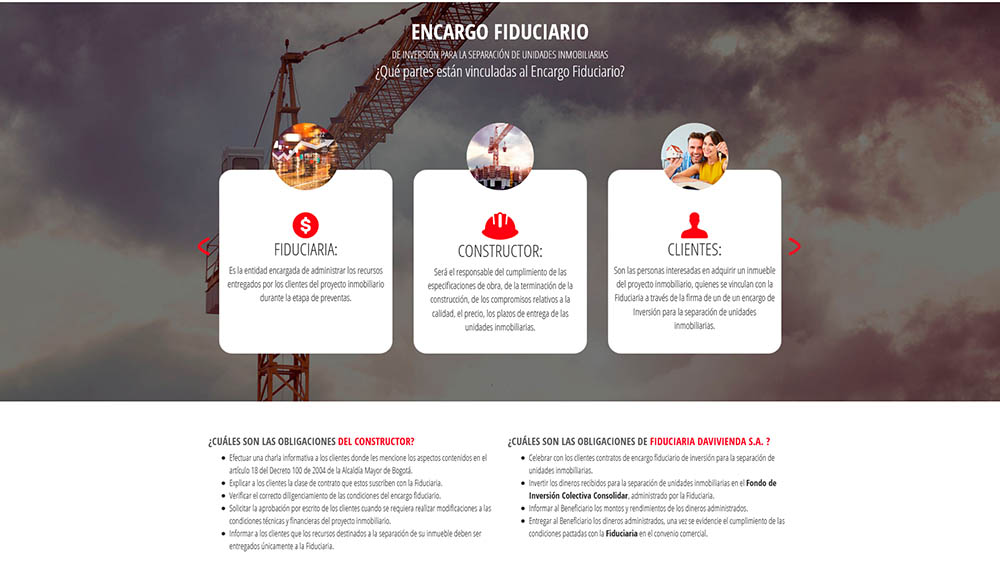 ENCARGO FIDUCIARIO
DE INVERSIÓN PARA LA SEPARACIÓN DE UNIDADES INMOBILIARIAS
¿Qué partes están vinculadas al Encargo Fiduciario?
FIDUCIARIA:
Es la entidad encargada de administrar los recursos
entregados por los clientes del proyecto inmobiliario
durante la etapa de preventas.
CONSTRUCTOR:
Será el responsable del cumplimiento de las
especificaciones de obra, de la terminación de la
construcción, de los compromisos relativos a la
calidad, el precio, los plazos de entrega de las
unidades inmobiliarias.
CLIENTES:
Son las personas interesadas en adquirir un inmueble
del proyecto inmobiliario, quienes se vinculan con la
Fiduciaria a través de la firma de un de un encargo de
Inversión para la separación de unidades
inmobiliarias.
¿CUÁLES SON LAS OBLIGACIONES DEL CONSTRUCTOR?
• Efectuar una charla informativa a los clientes donde les mencione los aspectos contenidos en el
artículo 18 del Decreto 100 de 2004 de la Alcaldía Mayor de Bogotá.
• Explicar a los clientes la clase de contrato que estos suscriben con la Fiduciaria.
• Verificar el correcto diligenciamiento de las condiciones del encargo fiduciario.
• Solicitar la aprobación por escrito de los clientes cuando se requiera realizar modificaciones a las
condiciones técnicas y financieras del proyecto inmobiliario.
• Informar a los clientes que los recursos destinados a la separación de su inmueble deben ser
entregados únicamente a la Fiduciaria.
¿CUÁLES SON LAS OBLIGACIONES DE FIDUCIARIA DAVIVIENDA S.A. ?
• Celebrar con los clientes contratos de encargo fiduciario de inversión para la separación de
unidades inmobiliarias.
• Invertir los dineros recibidos para la separación de unidades inmobiliarias en el Fondo de
Inversión Colectiva Consolidar, administrado por la Fiduciaria.
• Informar al Beneficiario los montos y rendimientos de los dineros administrados.
• Entregar al Beneficiario los dineros administrados, una vez se evidencie el cumplimiento de las
condiciones pactadas con la Fiduciaria en el convenio comercial.